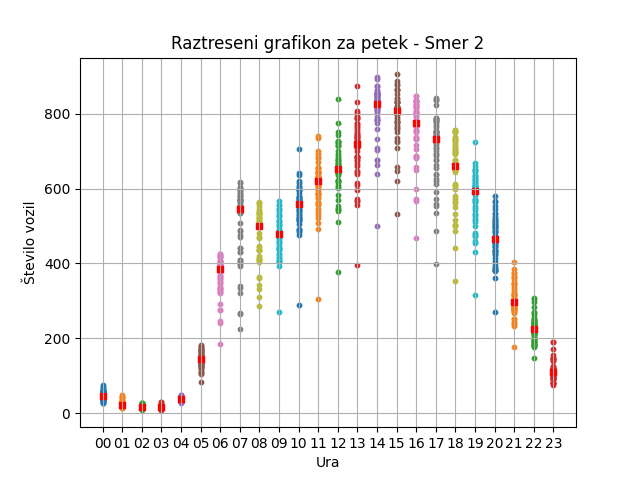 Raztreseni grafikon za petek - Smer 2
Število vozil
800
600
400
200
0
00 01 02 03 04 05 06 07 08 09 10 11 12 13 14 15 16 17 18 19 20 21 22 23
Ura